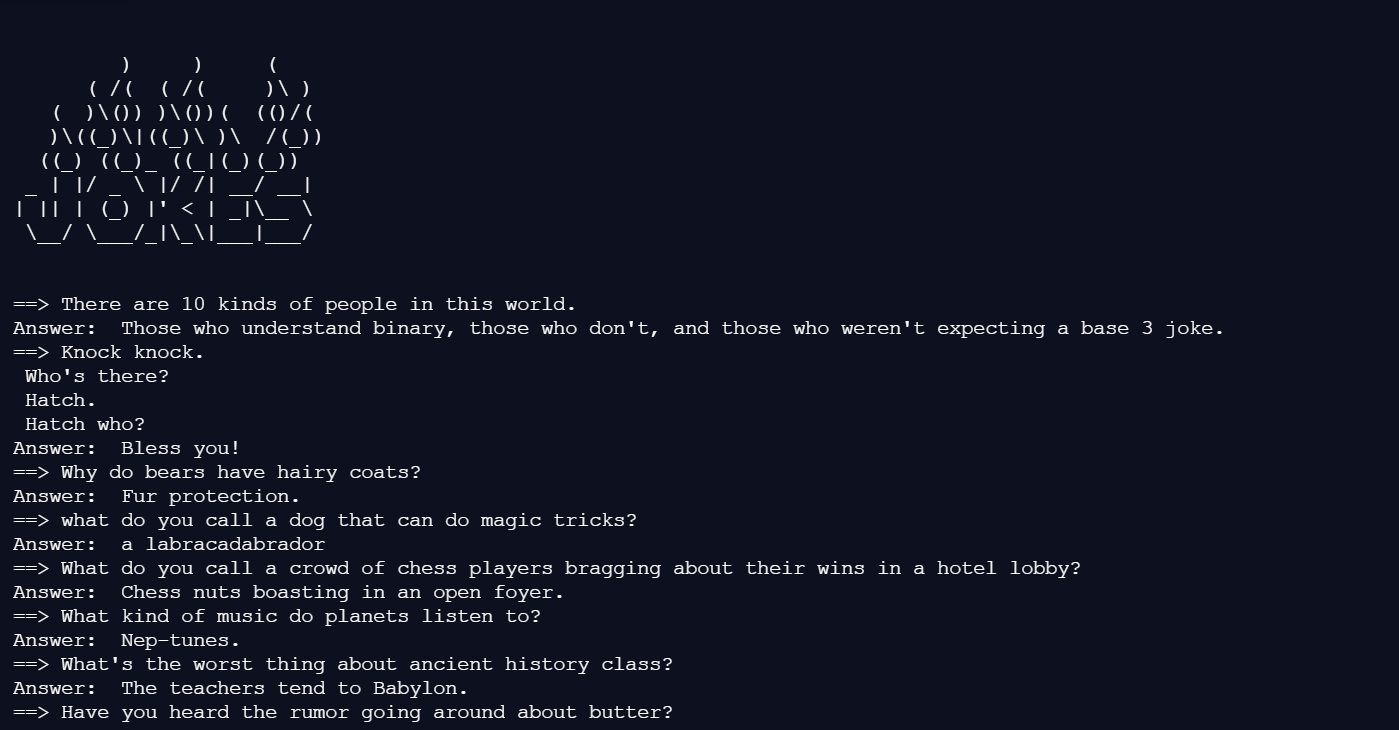 )     )     (
      ( /(  ( /(     )\ )
   (  )\()) )\())(  (()/(
   )\((_)\|((_)\ )\  /(_))
  ((_) ((_)_ ((_|(_)(_))
 _ | |/ _ \ |/ /| __/ __|
| || | (_) |' < | _|\__ \
 \__/ \___/_|\_\|___|___/
==> There are 10 kinds of people in this world.
Answer:  Those who understand binary, those who don't, and those who weren't expecting a base 3 joke.
==> Knock knock.
 Who's there?
 Hatch.
 Hatch who?
Answer:  Bless you!
==> Why do bears have hairy coats?
Answer:  Fur protection.
==> what do you call a dog that can do magic tricks?
Answer:  a labracadabrador
==> What do you call a crowd of chess players bragging about their wins in a hotel lobby?
Answer:  Chess nuts boasting in an open foyer.
==> What kind of music do planets listen to?
Answer:  Nep-tunes.
==> What's the worst thing about ancient history class?
Answer:  The teachers tend to Babylon.
==> Have you heard the rumor going around about butter?